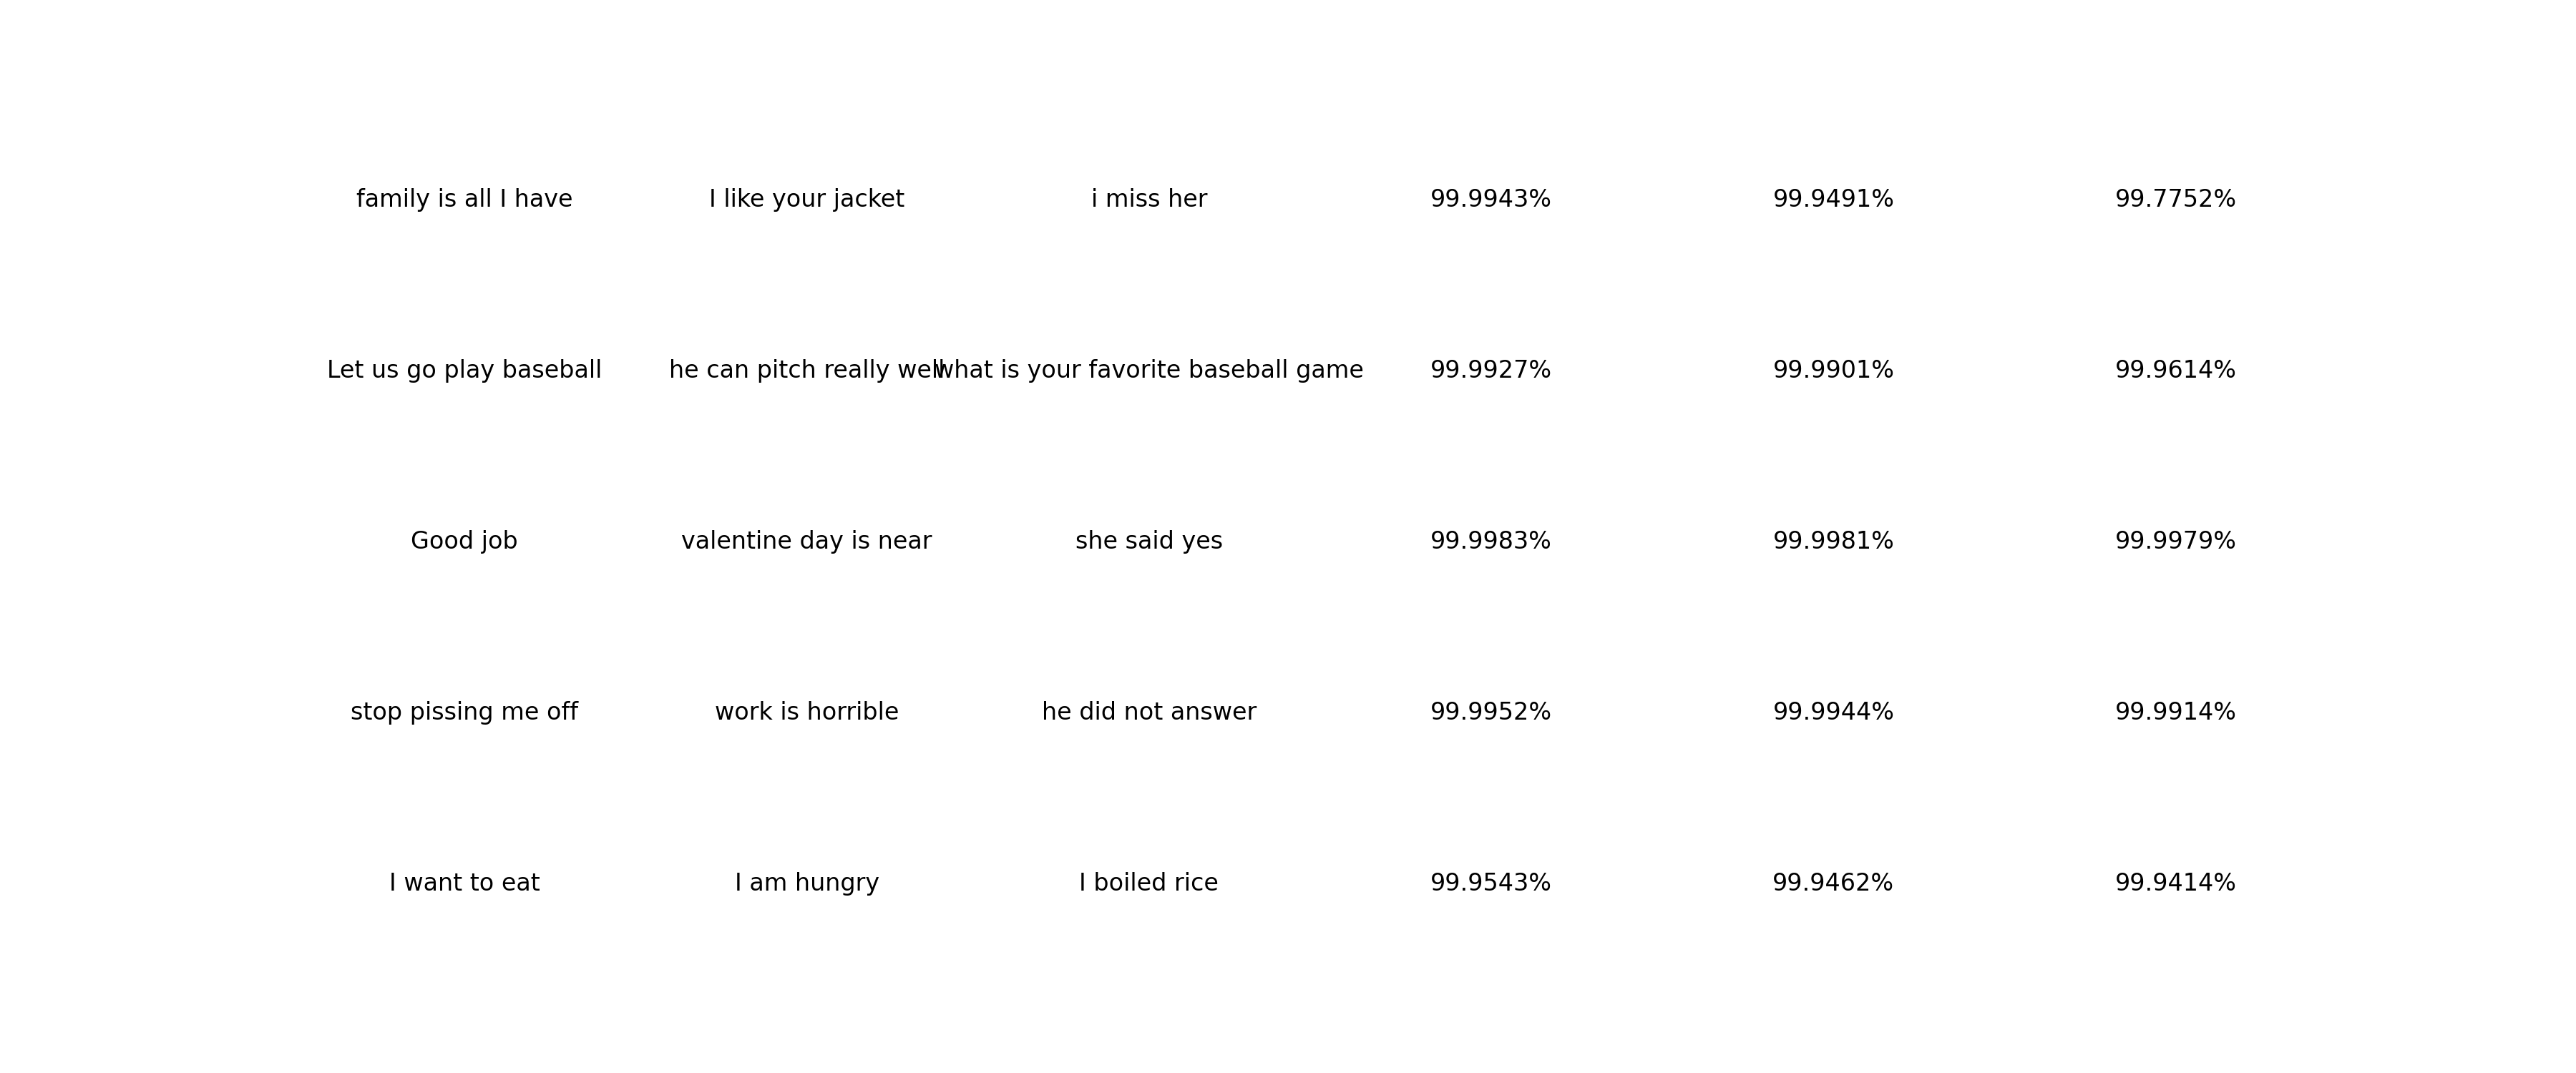 family is all I have I like your jacket i miss her 99.9943% 99.9491% 99.7752%
Let us go play baseball he can pitch really well what is your favorite baseball game 99.9927% 99.9901% 99.9614%
Good job valentine day is near she said yes 99.9983% 99.9981% 99.9979%
stop pissing me off work is horrible he did not answer 99.9952% 99.9944% 99.9914%
I want to eat I am hungry I boiled rice 99.9543% 99.9462% 99.9414%